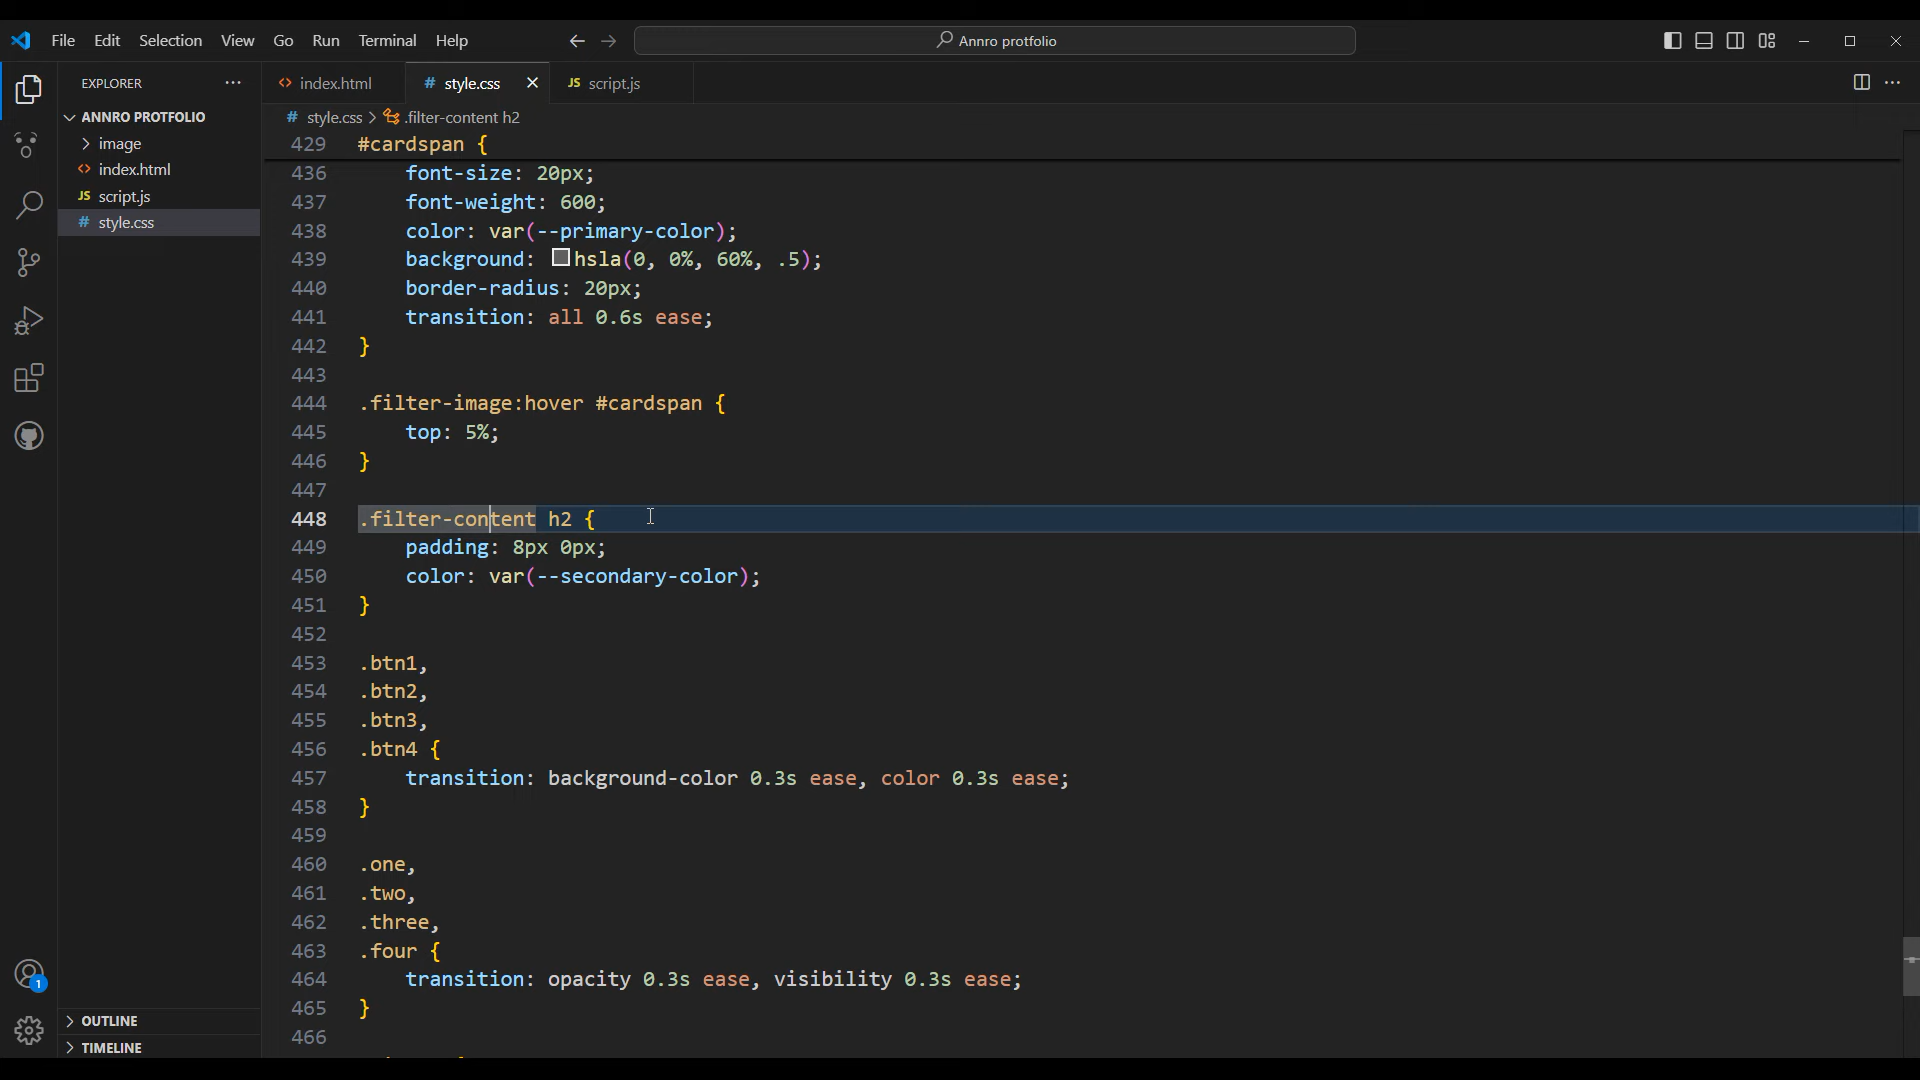 File Edit Selection View Go Run Terminal Help
Annro protfolio
EXPLORER
ANNRO PROTFOLIO
image
index.html
JS script.js
# style.css
OUTLINE
TIMELINE
1
index.html
# style.css
JS script.js
# style.css > .filter-content h2
429 #cardspan {
436 font-size: 20px;
437 font-weight: 600;
438 color: var(--primary-color);
439 background: hsla(0, 0%, 60%, .5);
440 border-radius: 20px;
441 transition: all 0.6s ease;
442 }
443
444 .filter-image:hover #cardspan {
445 top: 5%;
446 }
447
448 .filter-content h2 {
449 padding: 8px 0px;
450 color: var(--secondary-color);
451 }
452
453 .btn1,
454 .btn2,
455 .btn3,
456 .btn4 {
457 transition: background-color 0.3s ease, color 0.3s ease;
458 }
459
460 .one,
461 .two,
462 .three,
463 .four {
464 transition: opacity 0.3s ease, visibility 0.3s ease;
465 }
466